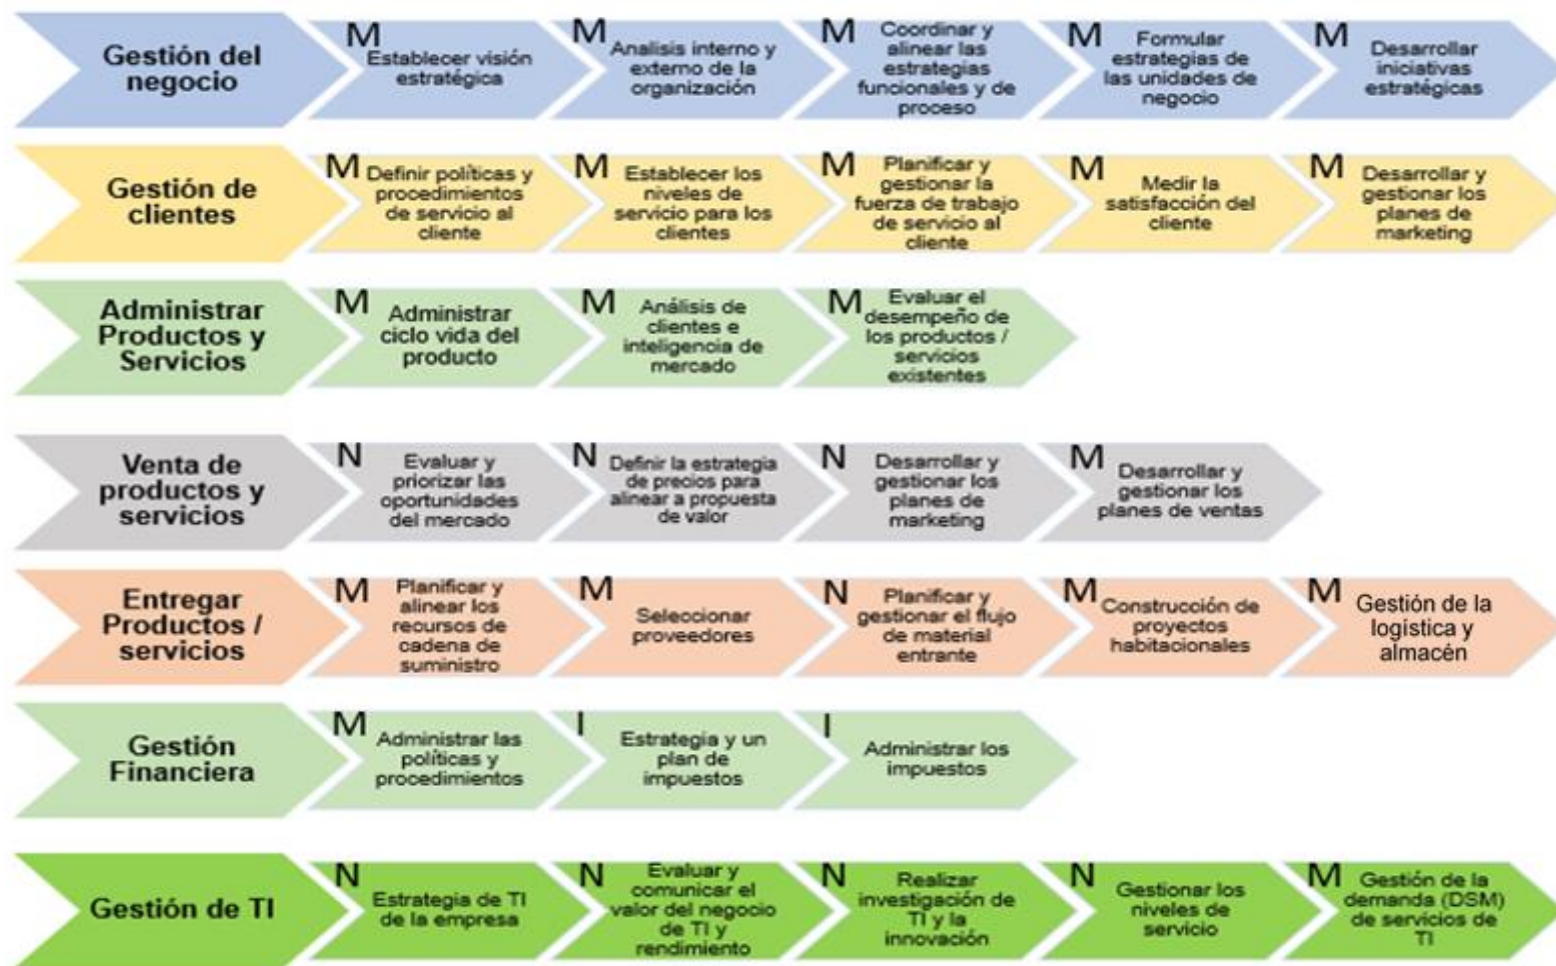 Gestión del
negocio
M
Establecer visión
estratégica
M
Analisis interno y
externo de la
organización
M
Coordinar y
alinear las
estrategias
funcionales y de
proceso
M
Formular
estrategias de
las unidades de
negocio
M
Desarrollar
iniciativas
estratégicas
Gestión de
clientes
M
Definir políticas y
procedimientos
de servicio al
cliente
M
Establecer los
niveles de
servicio para los
clientes
M
Planificar y
gestionar la
fuerza de trabajo
de servicio al
cliente
M
Medir la
satisfacción del
cliente
M
Desarrollar y
gestionar los
planes de
marketing
Administrar
Productos y
Servicios
M
Administrar
ciclo vida del
producto
M
Análisis de
clientes e
inteligencia de
mercado
M
Evaluar el
desempeño de
los productos /
servicios
existentes
Venta de
productos y
servicios
N
Evaluar y
priorizar las
oportunidades
del mercado
N
Definir la estrategia
de precios para
alinear a propuesta
de valor
N
Desarrollar y
gestionar los
planes de
marketing
M
Desarrollar y
gestionar los
planes de ventas
Entregar
Productos /
servicios
M
Planificar y
alinear los
recursos de
cadena de
suministro
M
Seleccionar
proveedores
N
Planificar y
gestionar el flujo
de material
entrante
M
Construcción de
proyectos
habitacionales
M
Gestión de la
logística y
almacén
Gestión
Financiera
M
Administrar las
políticas y
procedimientos
I
Estrategia y un
plan de
impuestos
I
Administrar los
impuestos
Gestión de TI
N
Estrategia de TI
de la empresa
N
Evaluar y
comunicar el
valor del negocio
de TI y
rendimiento
N
Realizar
investigación de
TI y la
innovación
N
Gestionar los
niveles de
servicio
M
Gestión de la
demanda (DSM)
de servicios de
TI